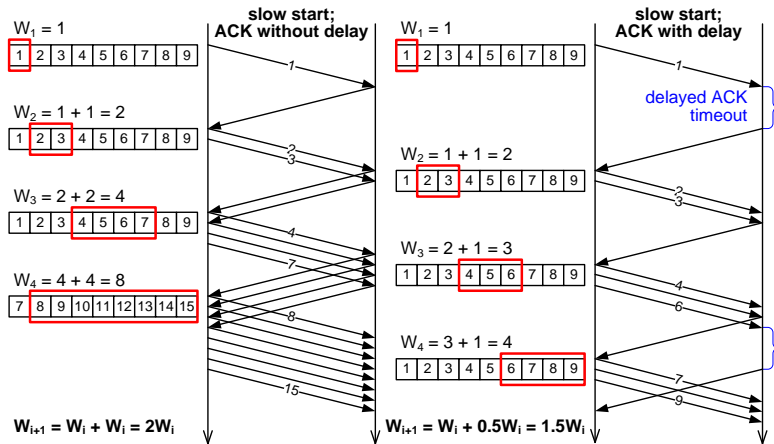 slow start;
ACK without delay
W₁ = 1
1 2 3 4 5 6 7 8 9
1
W₂ = 1 + 1 = 2
1 2 3 4 5 6 7 8 9
2
3
W₃ = 2 + 2 = 4
1 2 3 4 5 6 7 8 9
4
7
W₄ = 4 + 4 = 8
7 8 9 10 11 12 13 14 15
8
15
Wᵢ₊₁ = Wᵢ + Wᵢ = 2Wᵢ
slow start;
ACK with delay
W₁ = 1
1 2 3 4 5 6 7 8 9
1
delayed ACK
timeout
W₂ = 1 + 1 = 2
1 2 3 4 5 6 7 8 9
2
3
W₃ = 2 + 1 = 3
1 2 3 4 5 6 7 8 9
4
6
W₄ = 3 + 1 = 4
1 2 3 4 5 6 7 8 9
7
9
Wᵢ₊₁ = Wᵢ + 0.5Wᵢ = 1.5Wᵢ